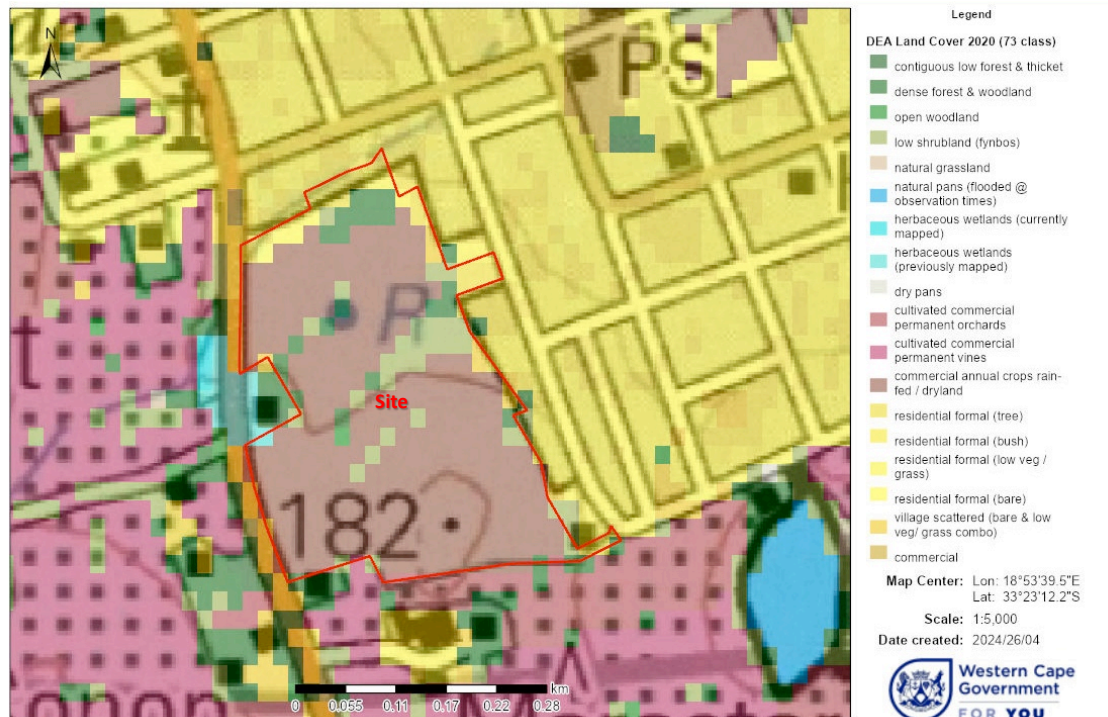 N
PS
t
R
Site
182
km
0 0.055 0.11 0.17 0.22 0.28
Legend
DEA Land Cover 2020 (73 class)
contiguous low forest & thicket
dense forest & woodland
open woodland
low shrubland (fynbos)
natural grassland
natural pans (flooded @
observation times)
herbaceous wetlands (currently
mapped)
herbaceous wetlands
(previously mapped)
dry pans
cultivated commercial
permanent orchards
cultivated commercial
permanent vines
commercial annual crops rain-
fed / dryland
residential formal (tree)
residential formal (bush)
residential formal (low veg /
grass)
residential formal (bare)
village scattered (bare & low
veg/ grass combo)
commercial
Map Center: Lon: 18°53'39.5"E
Lat: 33°23'12.2"S
Scale: 1:5,000
Date created: 2024/26/04
Western Cape
Government
FOR YOU